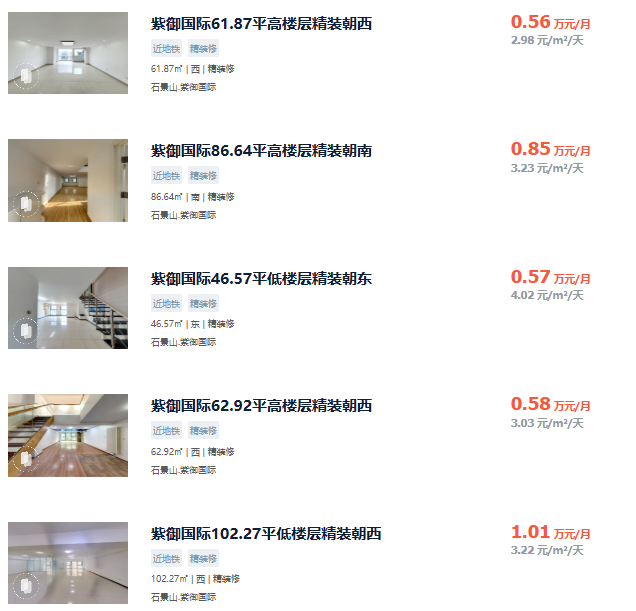 紫御国际61.87平高楼层精装朝西
0.56 万元/月
近地铁 精装修
2.98 元/m²/天
61.87㎡ | 西 | 精装修
石景山.紫御国际
紫御国际86.64平高楼层精装朝南
0.85 万元/月
近地铁 精装修
3.23 元/m²/天
86.64㎡ | 南 | 精装修
石景山.紫御国际
紫御国际46.57平低楼层精装朝东
0.57 万元/月
近地铁 精装修
4.02 元/m²/天
46.57㎡ | 东 | 精装修
石景山.紫御国际
紫御国际62.92平高楼层精装朝西
0.58 万元/月
近地铁 精装修
3.03 元/m²/天
62.92㎡ | 西 | 精装修
石景山.紫御国际
紫御国际102.27平低楼层精装朝西
1.01 万元/月
近地铁 精装修
3.22 元/m²/天
102.27㎡ | 西 | 精装修
石景山.紫御国际